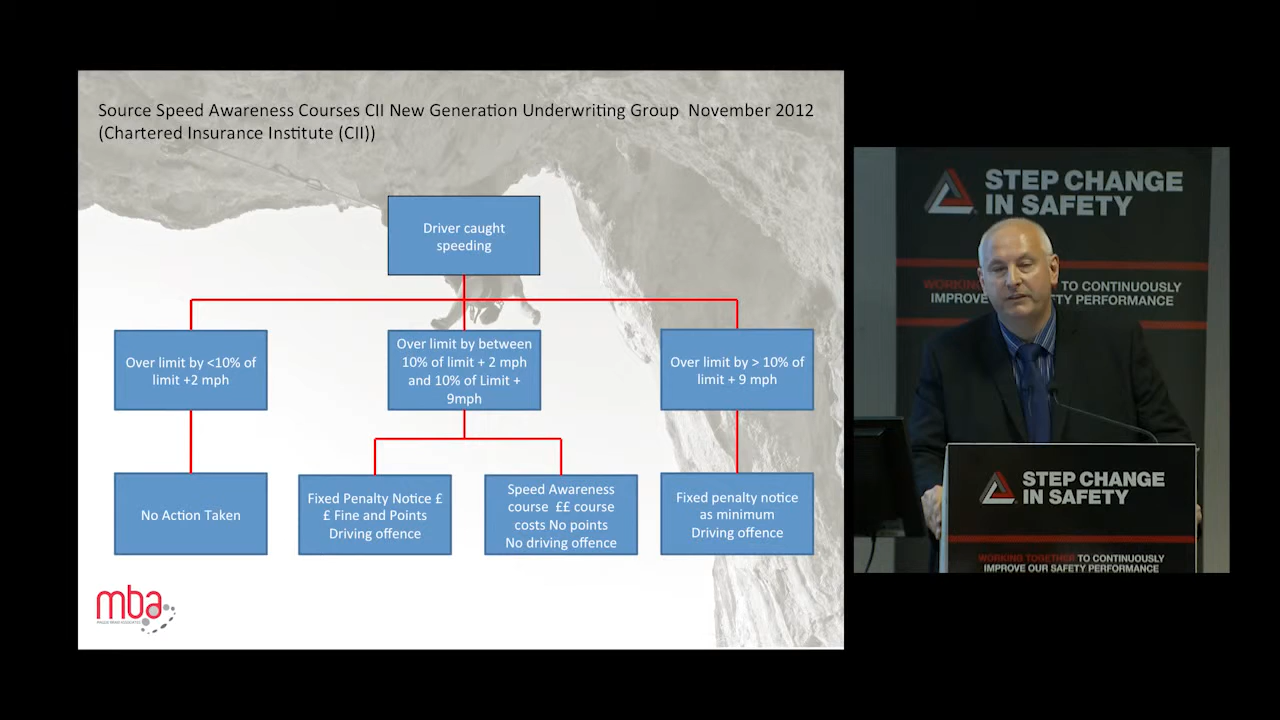 Source Speed Awareness Courses CII New Generation Underwriting Group  November 2012
(Chartered Insurance Institute (CII))
Driver caught
speeding
Over limit by <10% of
limit +2 mph
Over limit by between
10% of limit + 2 mph
and 10% of Limit +
9mph
Over limit by > 10% of
limit + 9 mph
No Action Taken
Fixed Penalty Notice £
£ Fine and Points
Driving offence
Speed Awareness
course  ££ course
costs No points
No driving offence
Fixed penalty notice
as minimum
Driving offence
mba
STEP CHANGE
IN SAFETY
TO CONTINUOUSLY
IMPROVE PERFORMANCE
STEP CHANGE
IN SAFETY
WORKING TOGETHER TO CONTINUOUSLY
IMPROVE OUR SAFETY PERFORMANCE